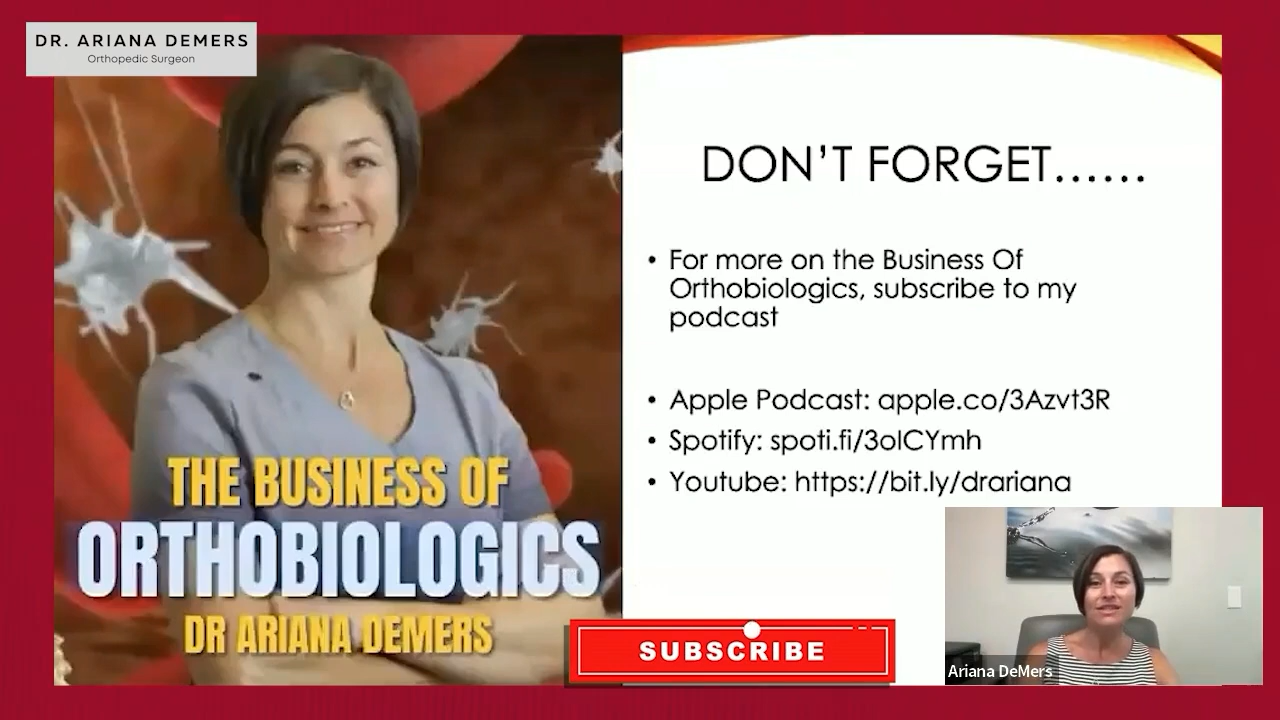 DR. ARIANA DEMERS
Orthopedic Surgeon
THE BUSINESS OF
ORTHOBIOLOGICS
DR ARIANA DEMERS
DON'T FORGET......
• For more on the Business Of
Orthobiologics, subscribe to my
podcast
• Apple Podcast: apple.co/3Azvt3R
• Spotify: spoti.fi/3oICYmh
• Youtube: https://bit.ly/drariana
SUBSCRIBE
Ariana DeMers